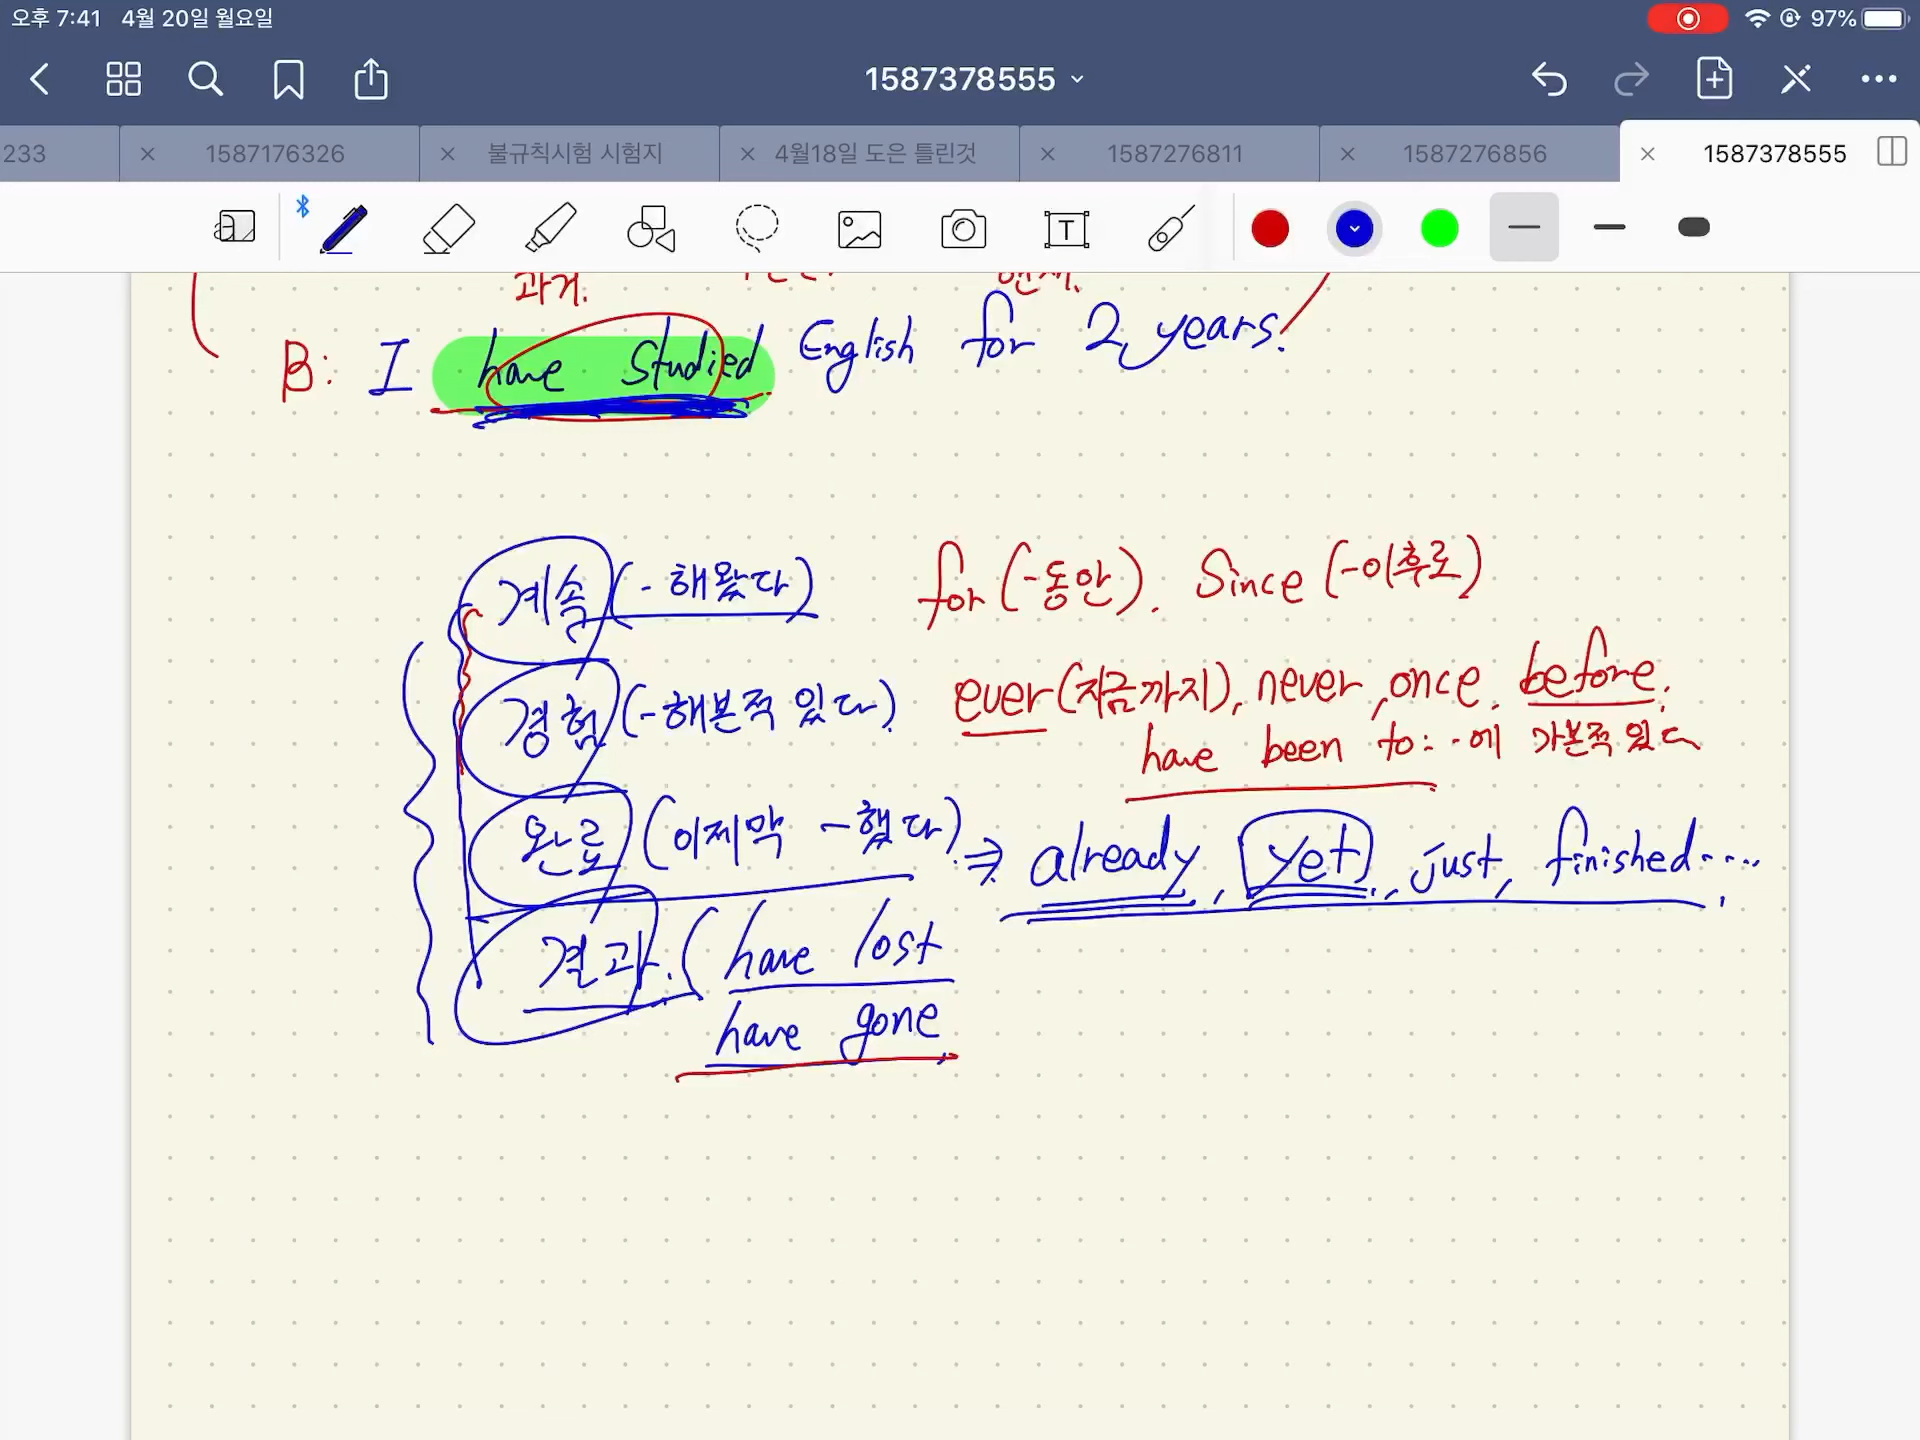 오후 7:41 4월 20일 월요일 97%
1587378555
233 1587176326 불규칙시험 시험지 4월18일 도은 틀린것 1587276811 1587276856 1587378555
T
과거.
B: I have studied English for 2 years.
계속 (-해왔다) for (-동안). Since (-이후로)
경험 (-해본적 있다) ever (지금까지), never, once. before.
have been to: -에 가본적 있다
완료 (이제막 -했다) ⇒ already, yet, just, finished....
결과. (have lost
have gone